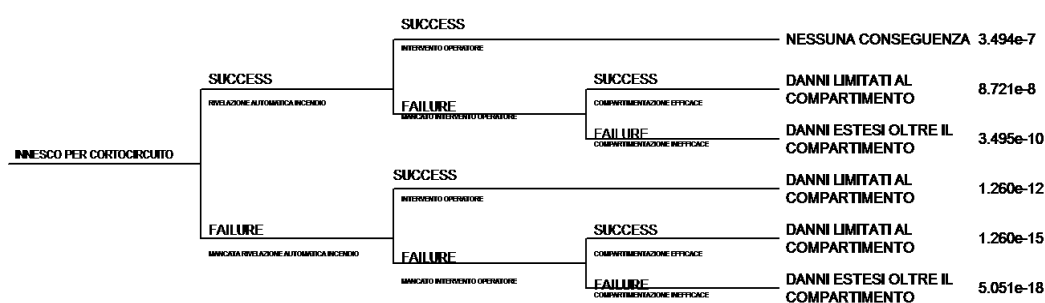 SUCCESS
INTERVENTO OPERATORE
NESSUNA CONSEGUENZA 3.494e-7
SUCCESS
RIVELAZIONE AUTOMATICA INCENDIO
FAILURE
MANCATO INTERVENTO OPERATORE
SUCCESS
COMPARTIMENTAZIONE EFFICACE
DANNI LIMITATI AL
COMPARTIMENTO
8.721e-8
FAILURE
COMPARTIMENTAZIONE INEFFICACE
DANNI ESTESI OLTRE IL
COMPARTIMENTO
3.495e-10
INNESCO PER CORTOCIRCUITO
SUCCESS
INTERVENTO OPERATORE
DANNI LIMITATI AL
COMPARTIMENTO
1.260e-12
FAILURE
MANCATA RIVELAZIONE AUTOMATICA INCENDIO
FAILURE
MANCATO INTERVENTO OPERATORE
SUCCESS
COMPARTIMENTAZIONE EFFICACE
DANNI LIMITATI AL
COMPARTIMENTO
1.260e-15
FAILURE
COMPARTIMENTAZIONE INEFFICACE
DANNI ESTESI OLTRE IL
COMPARTIMENTO
5.051e-18